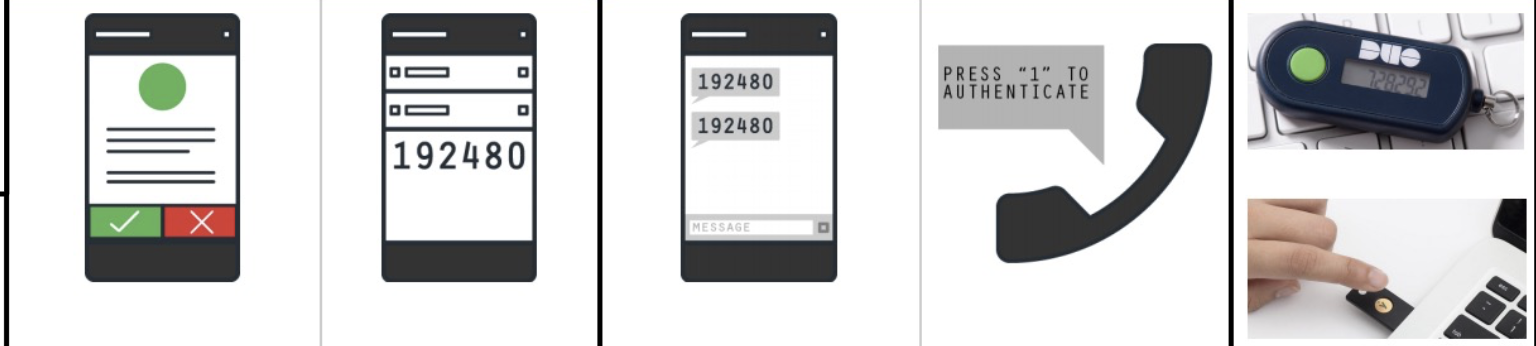 192480
192480
192480
MESSAGE
PRESS “1” TO
AUTHENTICATE
DUO